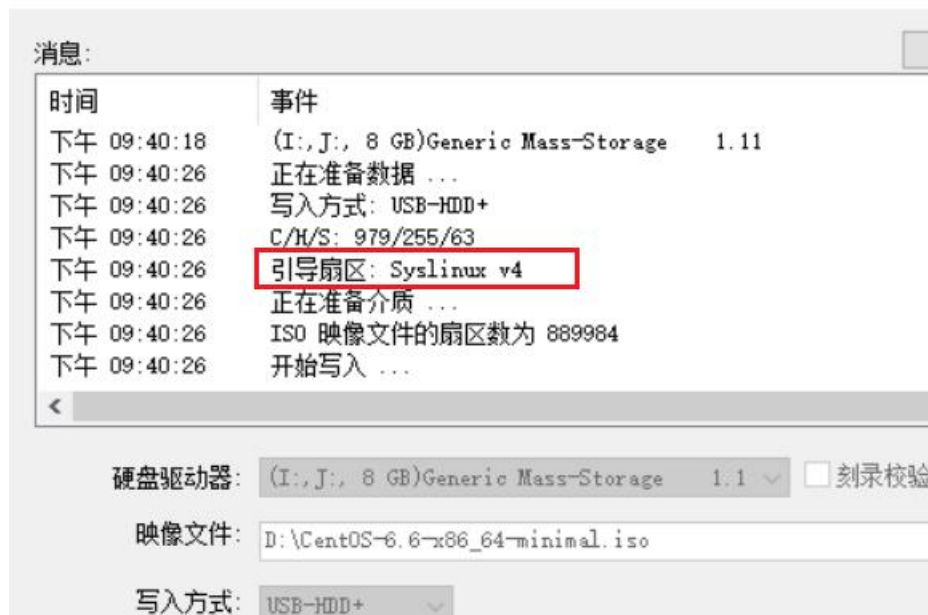 消息:
时间 事件
下午 09:40:18 (I:,J:, 8 GB)Generic Mass-Storage 1.11
下午 09:40:26 正在准备数据 ...
下午 09:40:26 写入方式: USB-HDD+
下午 09:40:26 C/H/S: 979/255/63
下午 09:40:26 引导扇区: Syslinux v4
下午 09:40:26 正在准备介质 ...
下午 09:40:26 ISO 映像文件的扇区数为 889984
下午 09:40:26 开始写入 ...
硬盘驱动器: (I:,J:, 8 GB)Generic Mass-Storage 1.1 刻录校验
映像文件: D:\CentOS-6.6-x86_64-minimal.iso
写入方式: USB-HDD+